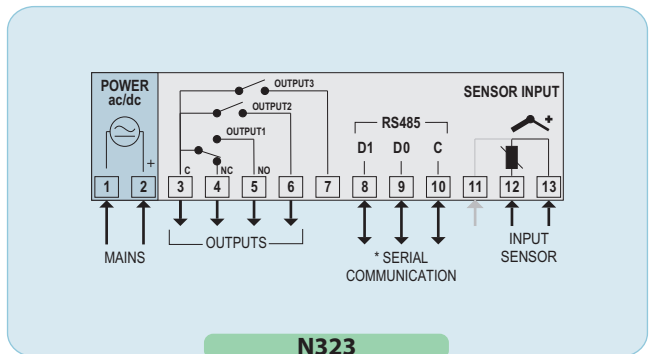 POWER
ac/dc
+
OUTPUT3
OUTPUT2
OUTPUT1
C
NC
NO
RS485
D1 D0 C
SENSOR INPUT
+
1 2 3 4 5 6 7 8 9 10 11 12 13
MAINS
OUTPUTS
* SERIAL
COMMUNICATION
INPUT
SENSOR
N323